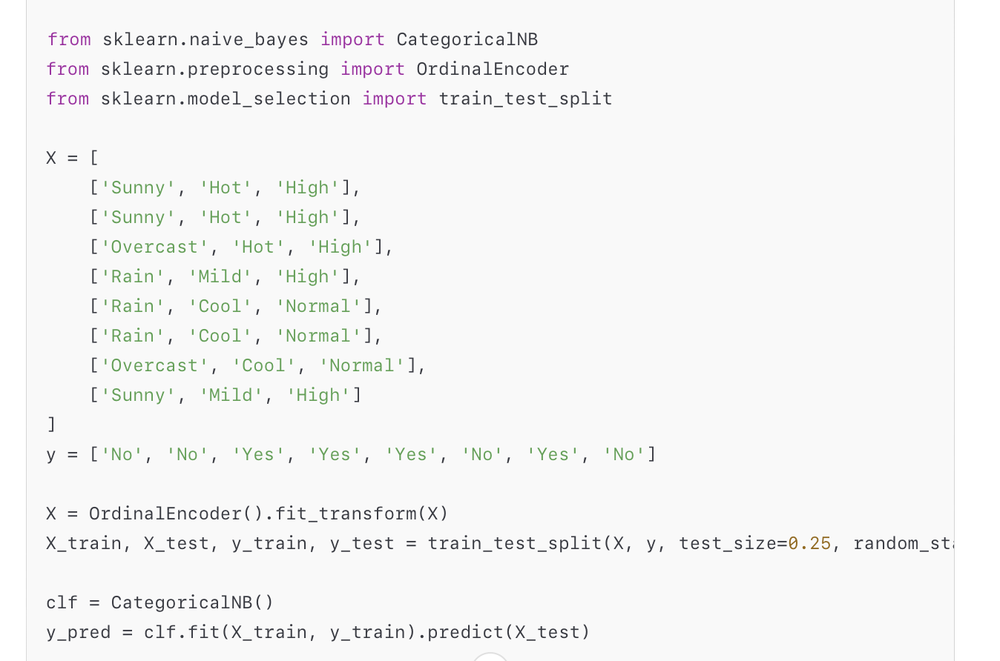 from sklearn.naive_bayes import CategoricalNB
from sklearn.preprocessing import OrdinalEncoder
from sklearn.model_selection import train_test_split
X = [
    ['Sunny', 'Hot', 'High'],
    ['Sunny', 'Hot', 'High'],
    ['Overcast', 'Hot', 'High'],
    ['Rain', 'Mild', 'High'],
    ['Rain', 'Cool', 'Normal'],
    ['Rain', 'Cool', 'Normal'],
    ['Overcast', 'Cool', 'Normal'],
    ['Sunny', 'Mild', 'High']
]
y = ['No', 'No', 'Yes', 'Yes', 'Yes', 'No', 'Yes', 'No']
X = OrdinalEncoder().fit_transform(X)
X_train, X_test, y_train, y_test = train_test_split(X, y, test_size=0.25,
clf = CategoricalNB()
y_pred = clf.fit(X_train, y_train).predict(X_test)